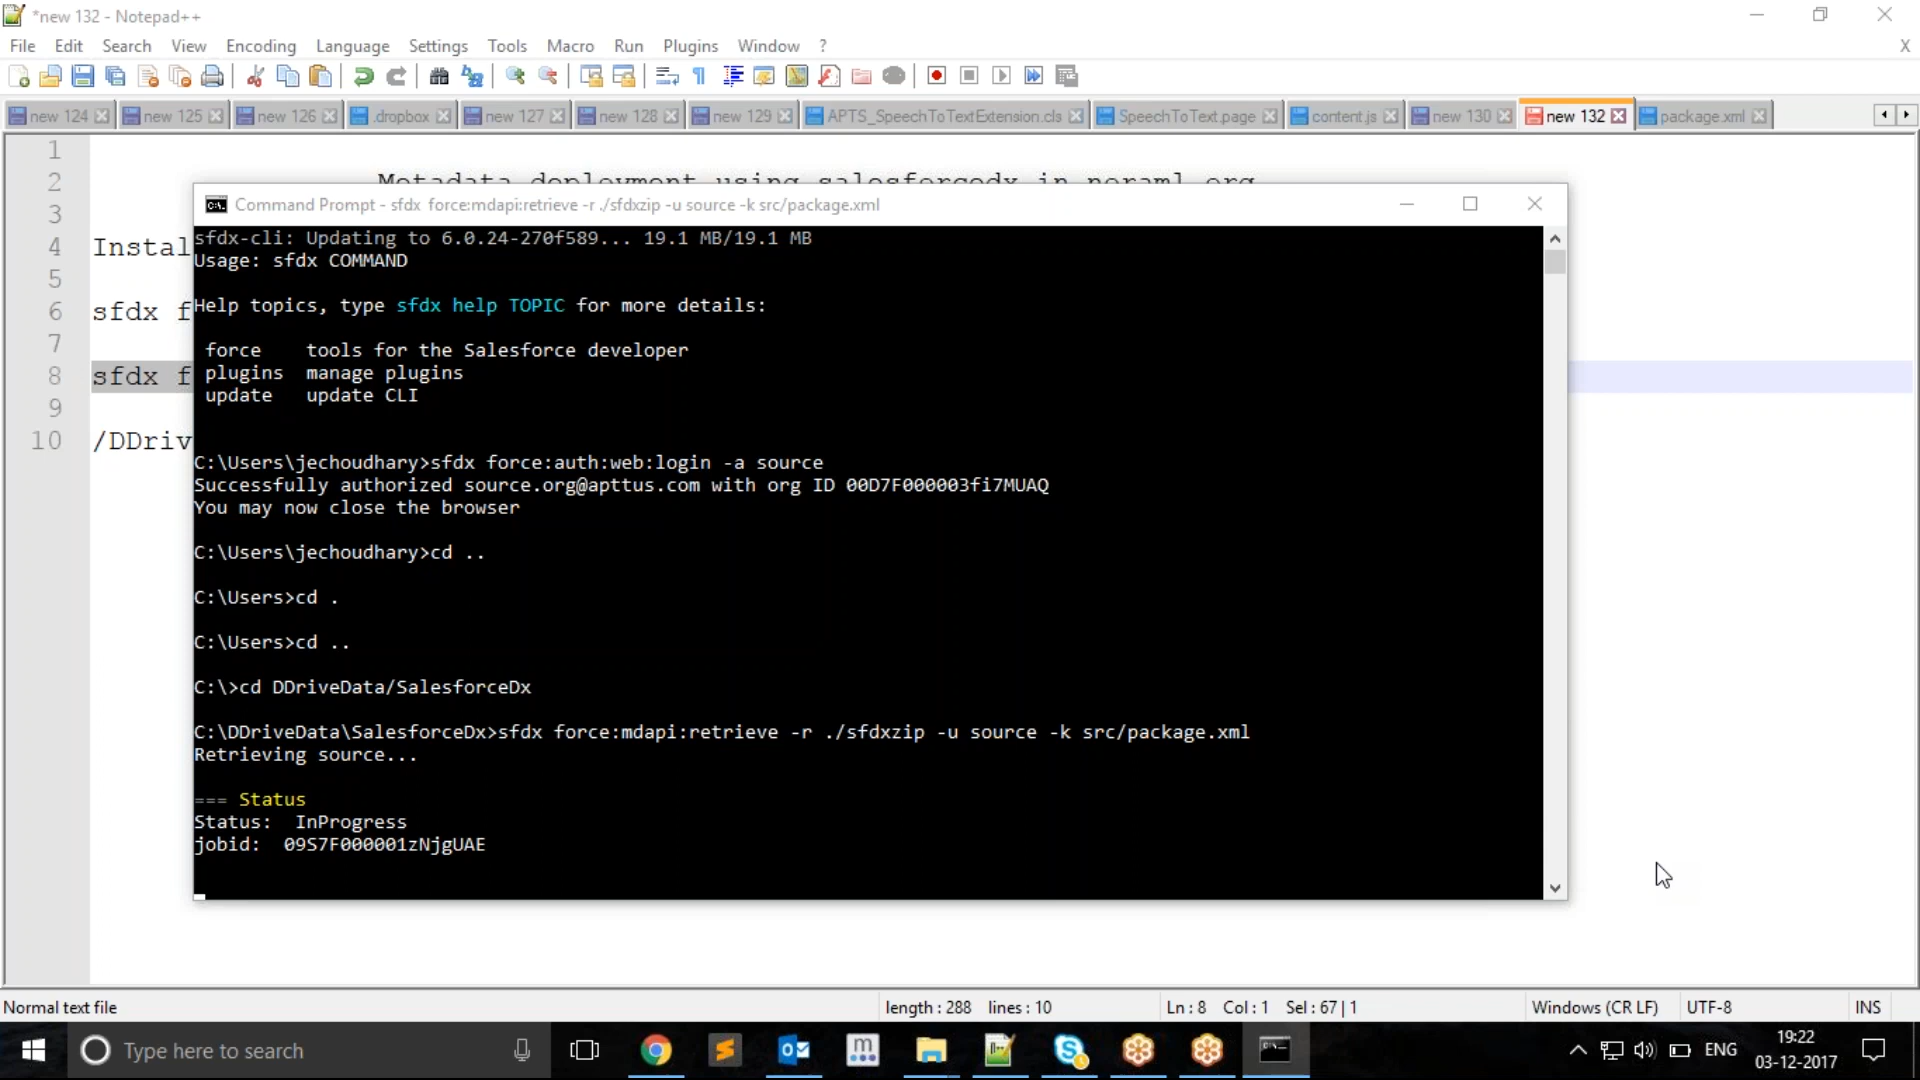 *new 132 - Notepad++
File Edit Search View Encoding Language Settings Tools Macro Run Plugins Window ? X
new 124 new 125 new 126 .dropbox new 127 new 128 new 129 APTS_SpeechToTextExtension.cls SpeechToText.page content.js new 130 new 132 package.xml
1
2 Metadata deployment using salesforcedx in noraml org
3
4 Instal
5
6 sfdx f
7
8 sfdx f
9
10 /DDriv
Command Prompt - sfdx force:mdapi:retrieve -r ./sfdxzip -u source -k src/package.xml
sfdx-cli: Updating to 6.0.24-270f589... 19.1 MB/19.1 MB
Usage: sfdx COMMAND
Help topics, type sfdx help TOPIC for more details:
force tools for the Salesforce developer
plugins manage plugins
update update CLI
C:\Users\jechoudhary>sfdx force:auth:web:login -a source
Successfully authorized source.org@apttus.com with org ID 00D7F000003fi7MUAQ
You may now close the browser
C:\Users\jechoudhary>cd ..
C:\Users>cd .
C:\Users>cd ..
C:\>cd DDriveData/SalesforceDx
C:\DDriveData\SalesforceDx>sfdx force:mdapi:retrieve -r ./sfdxzip -u source -k src/package.xml
Retrieving source...
=== Status
Status: InProgress
jobid: 09S7F000001zNjgUAE
Normal text file length : 288 lines : 10 Ln : 8 Col : 1 Sel : 67 | 1 Windows (CR LF) UTF-8 INS
Type here to search ENG 19:22
03-12-2017